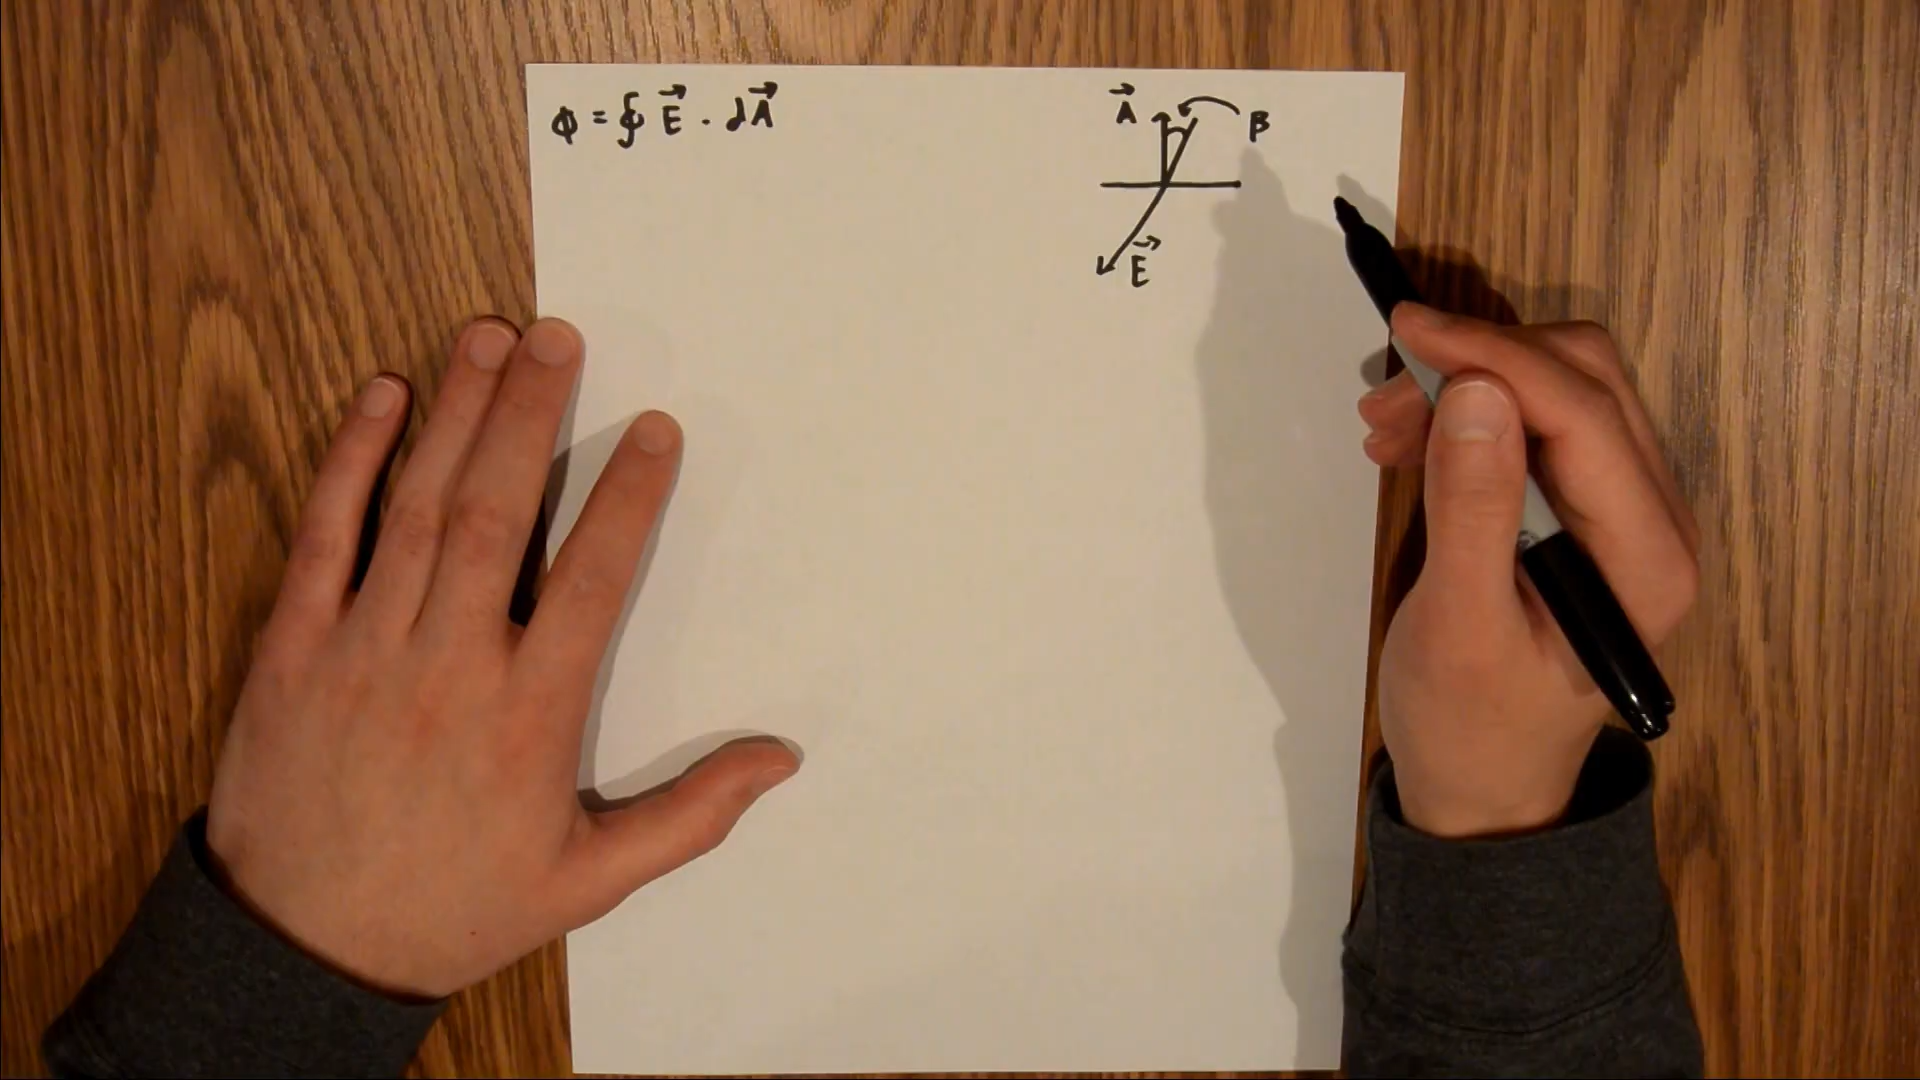 ϕ = ∮ E⃗ · dA⃗
A⃗
β
E⃗